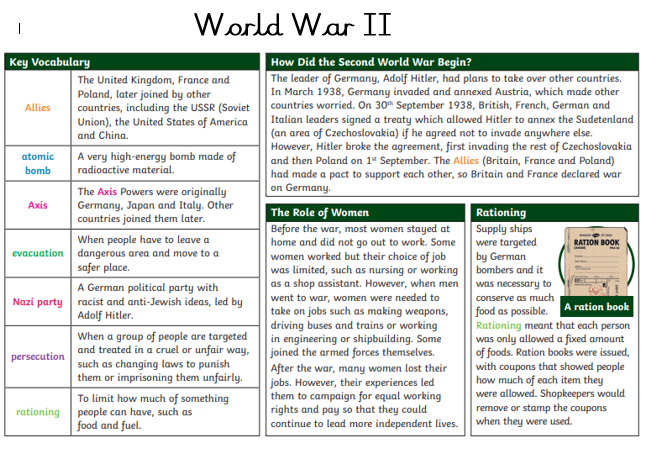 World War II
Key Vocabulary
Allies
The United Kingdom, France and
Poland, later joined by other
countries, including the USSR (Soviet
Union), the United States of America
and China.
atomic
bomb
A very high-energy bomb made of
radioactive material.
Axis
The Axis Powers were originally
Germany, Japan and Italy. Other
countries joined them later.
evacuation
When people have to leave a
dangerous area and move to a
safer place.
Nazi party
A German political party with
racist and anti-Jewish ideas, led by
Adolf Hitler.
persecution
When a group of people are targeted
and treated in a cruel or unfair way,
such as changing laws to punish
them or imprisoning them unfairly.
rationing
To limit how much of something
people can have, such as
food and fuel.
How Did the Second World War Begin?
The leader of Germany, Adolf Hitler, had plans to take over other countries.
In March 1938, Germany invaded and annexed Austria, which made other
countries worried. On 30th September 1938, British, French, German and
Italian leaders signed a treaty which allowed Hitler to annex the Sudetenland
(an area of Czechoslovakia) if he agreed not to invade anywhere else.
However, Hitler broke the agreement, first invading the rest of Czechoslovakia
and then Poland on 1st September. The Allies (Britain, France and Poland)
had made a pact to support each other, so Britain and France declared war
on Germany.
The Role of Women
Before the war, most women stayed at
home and did not go out to work. Some
women worked but their choice of job
was limited, such as nursing or working
as a shop assistant. However, when men
went to war, women were needed to
take on jobs such as making weapons,
driving buses and trains or working
in engineering or shipbuilding. Some
joined the armed forces themselves.
After the war, many women lost their
jobs. However, their experiences led
them to campaign for equal working
rights and pay so that they could
continue to lead more independent lives.
Rationing
Supply ships
were targeted
by German
bombers and it
was necessary to
conserve as much
food as possible.
RATION BOOK
A ration book
Rationing meant that each person
was only allowed a fixed amount
of foods. Ration books were issued,
with coupons that showed people
how much of each item they
were allowed. Shopkeepers would
remove or stamp the coupons
when they were used.